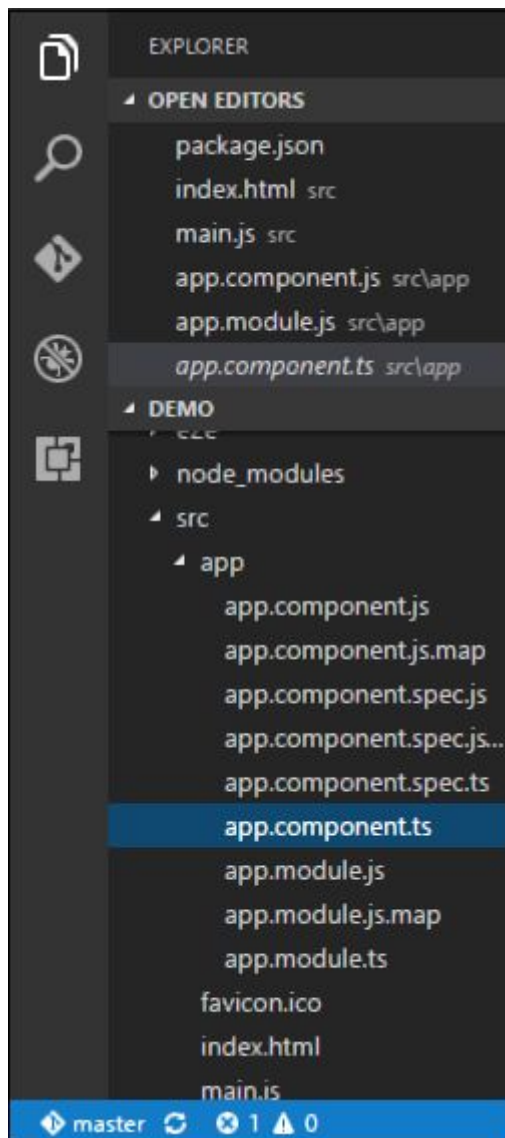 EXPLORER
OPEN EDITORS
package.json
index.html src
main.js src
app.component.js src\app
app.module.js src\app
app.component.ts src\app
DEMO
e2e
node_modules
src
app
app.component.js
app.component.js.map
app.component.spec.js
app.component.spec.js...
app.component.spec.ts
app.component.ts
app.module.js
app.module.js.map
app.module.ts
favicon.ico
index.html
main.js
master 1 0